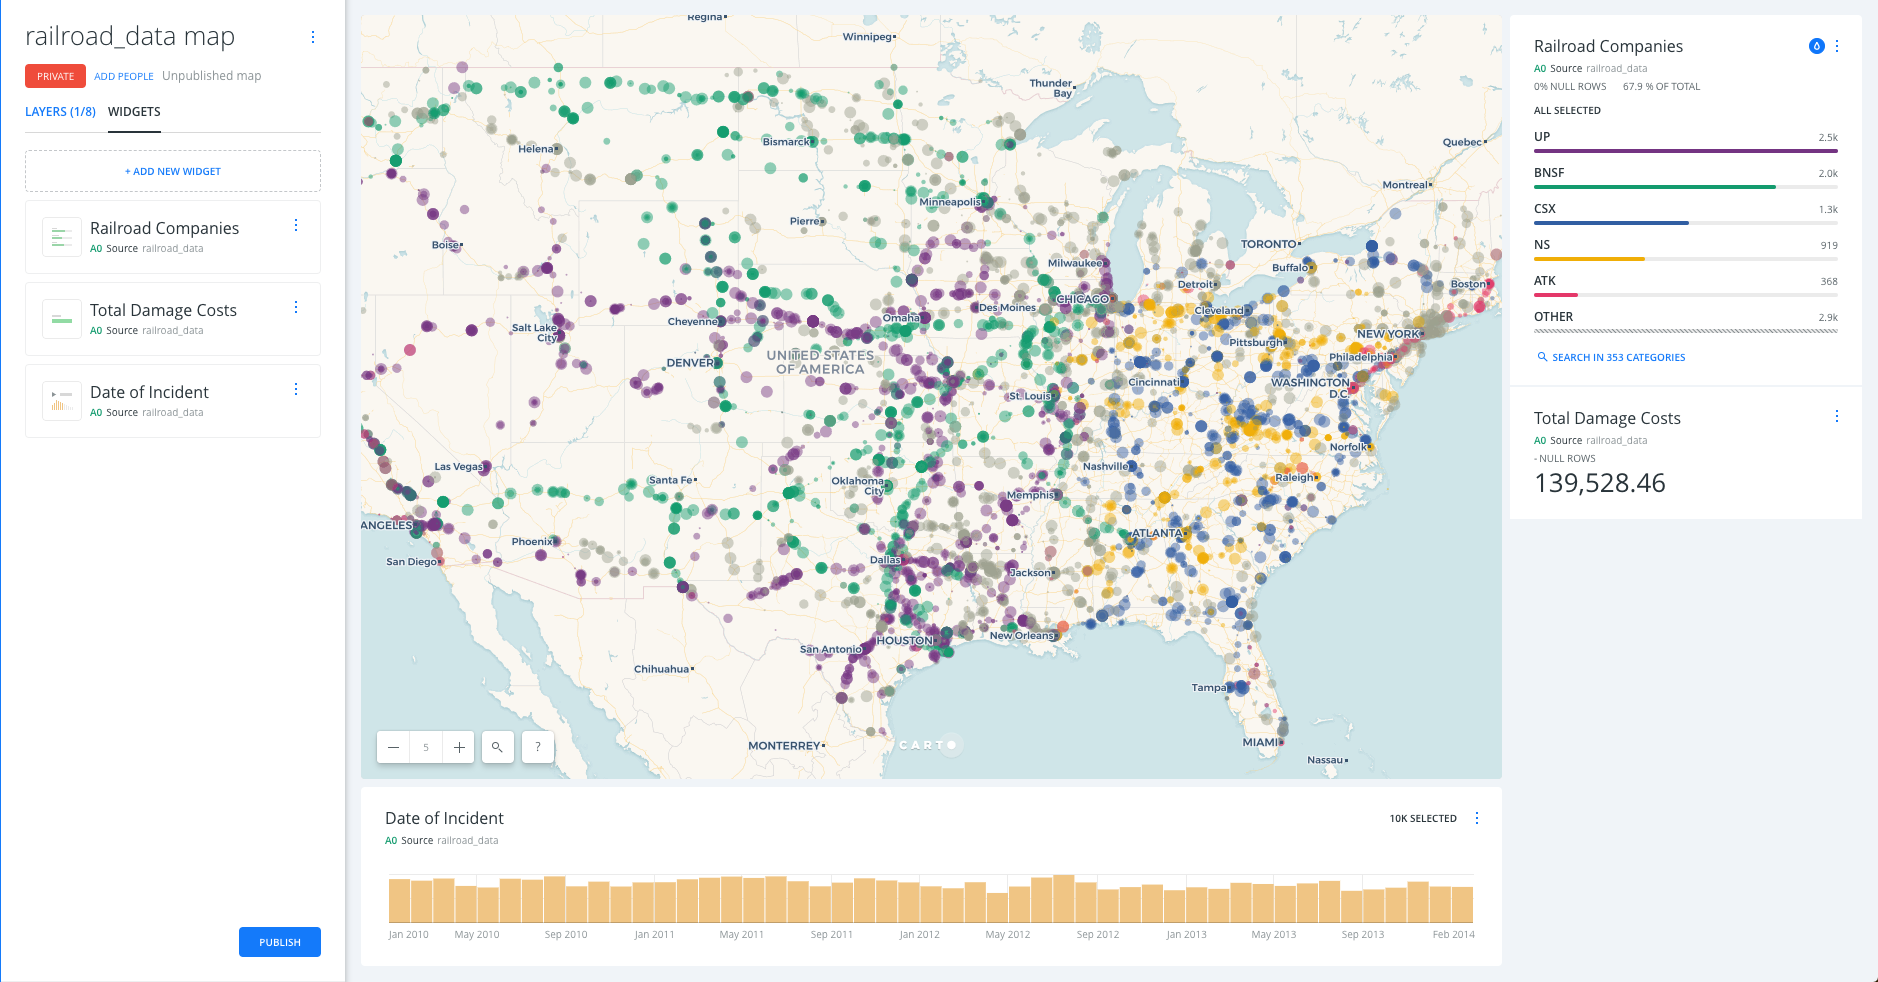 railroad_data map
PRIVATE ADD PEOPLE Unpublished map
LAYERS (1/8) WIDGETS
+ ADD NEW WIDGET
Railroad Companies
A0 Source railroad_data
Total Damage Costs
A0 Source railroad_data
Date of Incident
A0 Source railroad_data
PUBLISH
Regina
Winnipeg
Thunder
Bay
Quebec
Helena
Bismarck
Montreal
Minneapolis
Pierre
Boise
TORONTO
Milwaukee
Buffalo
Detroit
Boston
CHICAGO
Des Moines
Cleveland
Omaha
Cheyenne
Salt Lake
City
NEW YORK
Pittsburgh
UNITED STATES
OF AMERICA
Philadelphia
DENVER
Cincinnati
WASHINGTON
D.C.
St. Louis
Norfolk
Las Vegas
Nashville
Santa Fe
Oklahoma
City
Raleigh
Memphis
ANGELES
ATLANTA
Phoenix
San Diego
Dallas
Jackson
New Orleans
HOUSTON
San Antonio
Chihuahua
Tampa
MONTERREY
MIAMI
Nassau
5
?
CARTO
Railroad Companies
A0 Source railroad_data
0% NULL ROWS 67.9 % OF TOTAL
ALL SELECTED
UP 2.5k
BNSF 2.0k
CSX 1.3k
NS 919
ATK 368
OTHER 2.9k
SEARCH IN 353 CATEGORIES
Total Damage Costs
A0 Source railroad_data
- NULL ROWS
139,528.46
Date of Incident
10K SELECTED
A0 Source railroad_data
Jan 2010 May 2010 Sep 2010 Jan 2011 May 2011 Sep 2011 Jan 2012 May 2012 Sep 2012 Jan 2013 May 2013 Sep 2013 Feb 2014